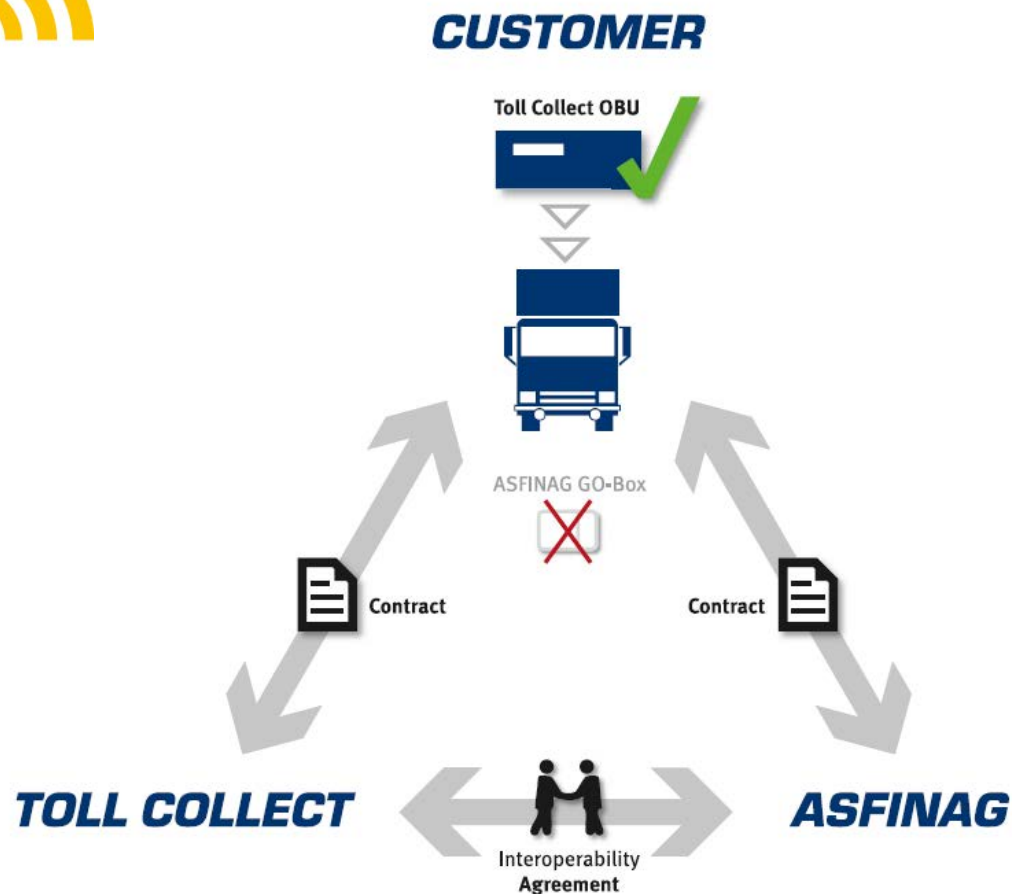 CUSTOMER
Toll Collect OBU
ASFINAG GO-Box
Contract
Contract
TOLL COLLECT
ASFINAG
Interoperability
Agreement